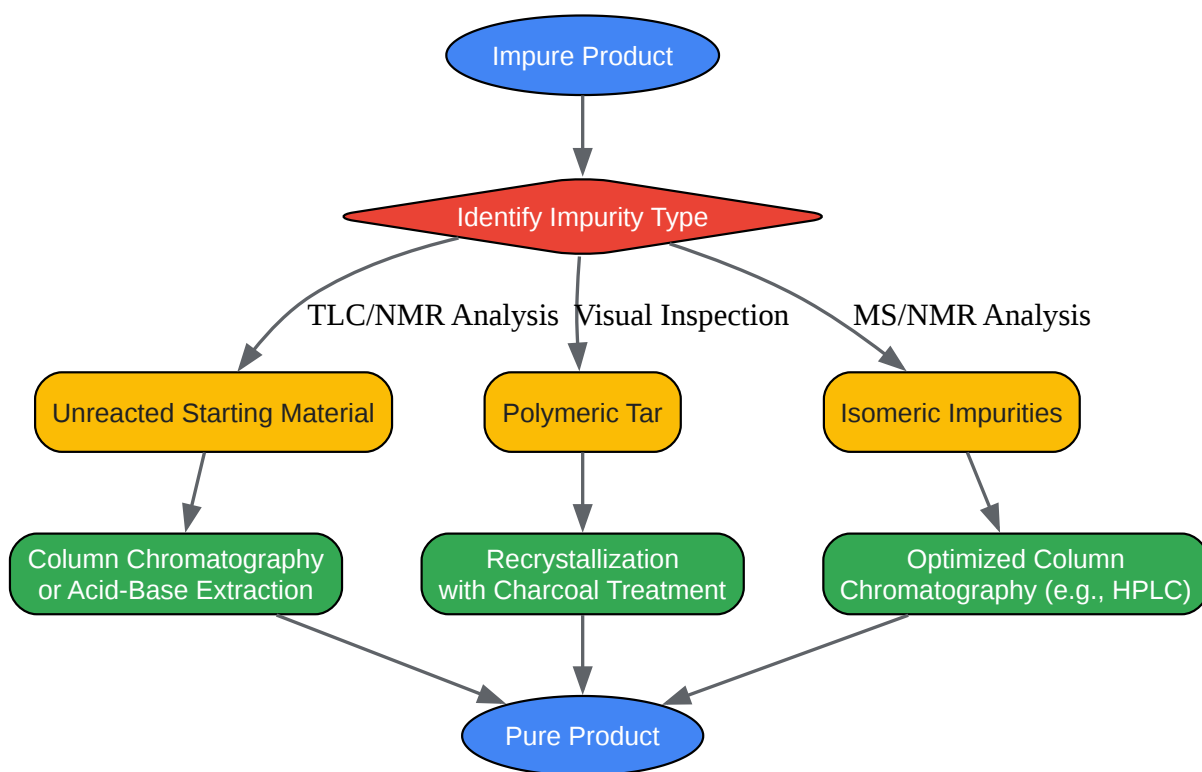 Impure Product
Identify Impurity Type
TLC/NMR Analysis
Visual Inspection
MS/NMR Analysis
Unreacted Starting Material
Polymeric Tar
Isomeric Impurities
Column Chromatography
or Acid-Base Extraction
Recrystallization
with Charcoal Treatment
Optimized Column
Chromatography (e.g., HPLC)
Pure Product